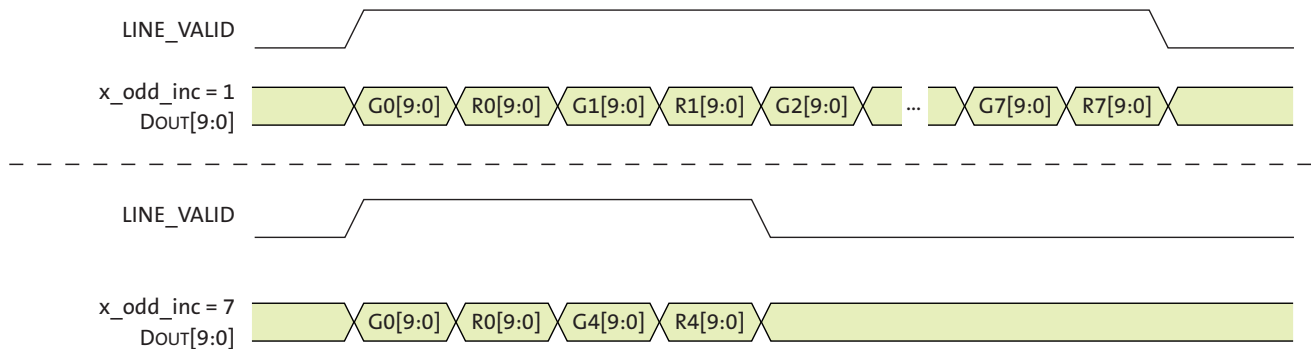 LINE_VALID
x_odd_inc = 1
DOUT[9:0]
G0[9:0] R0[9:0] G1[9:0] R1[9:0] G2[9:0] ... G7[9:0] R7[9:0]
LINE_VALID
x_odd_inc = 7
DOUT[9:0]
G0[9:0] R0[9:0] G4[9:0] R4[9:0]